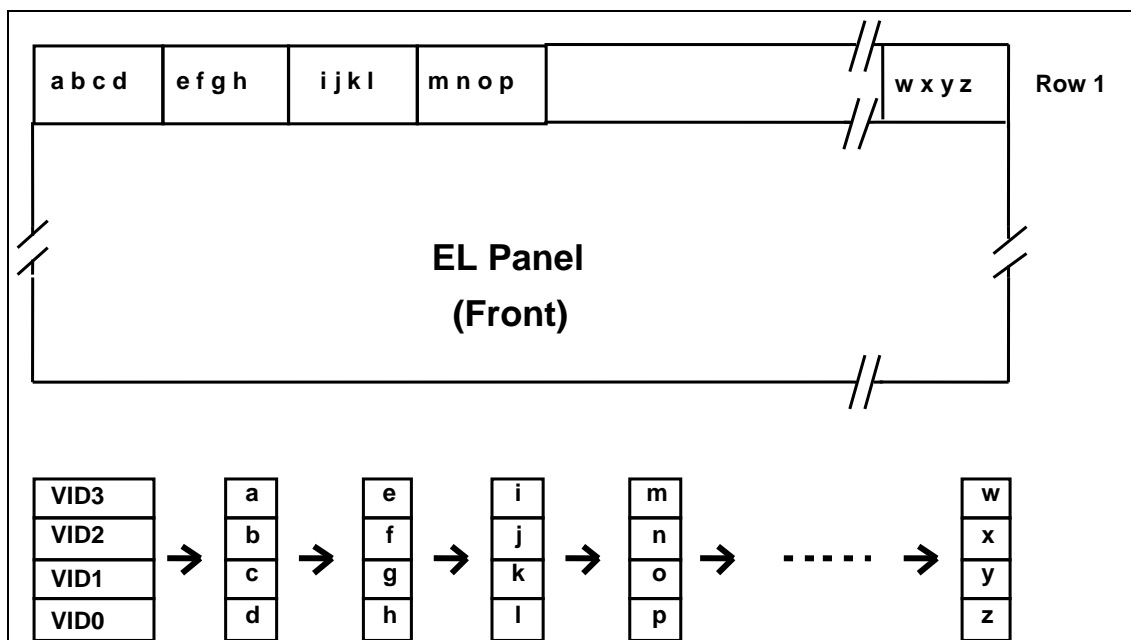 a b c d e f g h i j k l m n o p w x y z Row 1
EL Panel
(Front)
VID3 a e i m w
VID2 b f j n x
VID1 c g k o y
VID0 d h l p z